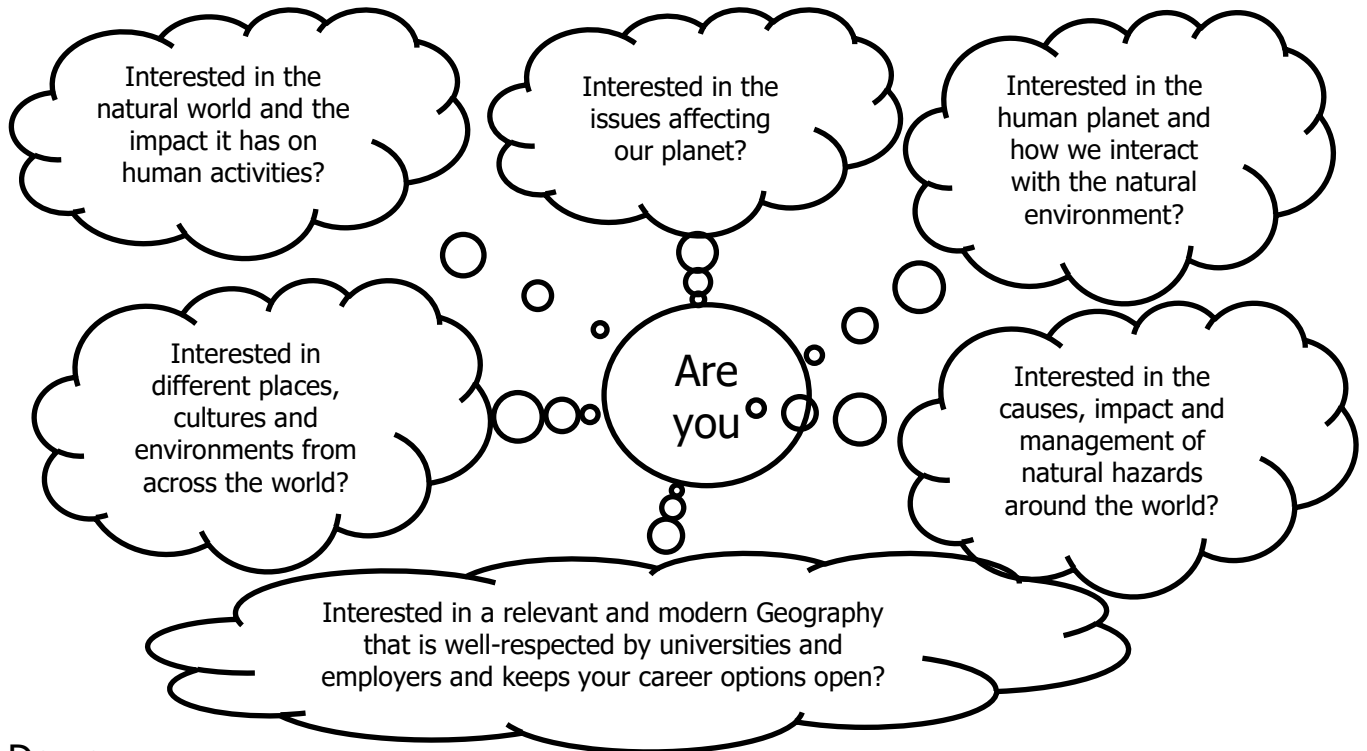 Interested in the
natural world and the
impact it has on
human activities?
Interested in the
issues affecting
our planet?
Interested in the
human planet and
how we interact
with the natural
environment?
Are
you
Interested in
different places,
cultures and
environments from
across the world?
Interested in the
causes, impact and
management of
natural hazards
around the world?
Interested in a relevant and modern Geography
that is well-respected by universities and
employers and keeps your career options open?